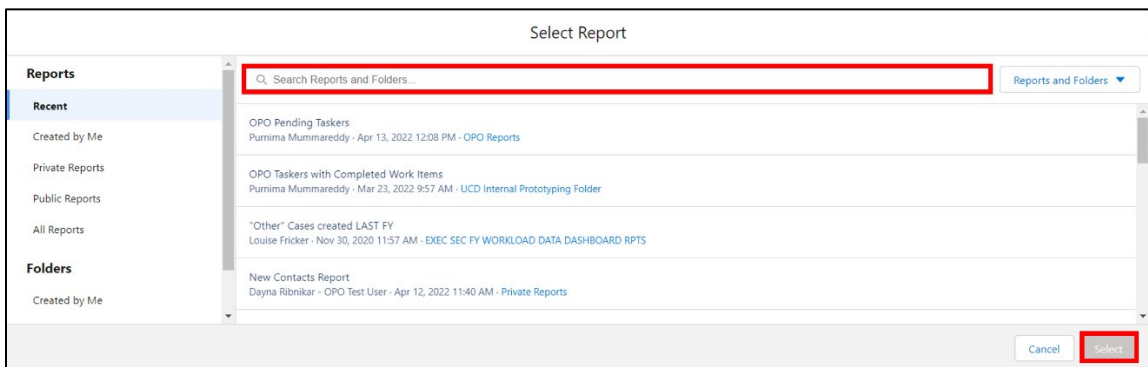 Select Report
Reports
Recent
Created by Me
Private Reports
Public Reports
All Reports
Folders
Created by Me
Search Reports and Folders...
Reports and Folders
OPO Pending Taskers
Purnima Mummareddy · Apr 13, 2022 12:08 PM · OPO Reports
OPO Taskers with Completed Work Items
Purnima Mummareddy · Mar 23, 2022 9:57 AM · UCD Internal Prototyping Folder
"Other" Cases created LAST FY
Louise Fricker · Nov 30, 2020 11:57 AM · EXEC SEC FY WORKLOAD DATA DASHBOARD RPTS
New Contacts Report
Dayna Ribnikar - OPO Test User · Apr 12, 2022 11:40 AM · Private Reports
Cancel
Select